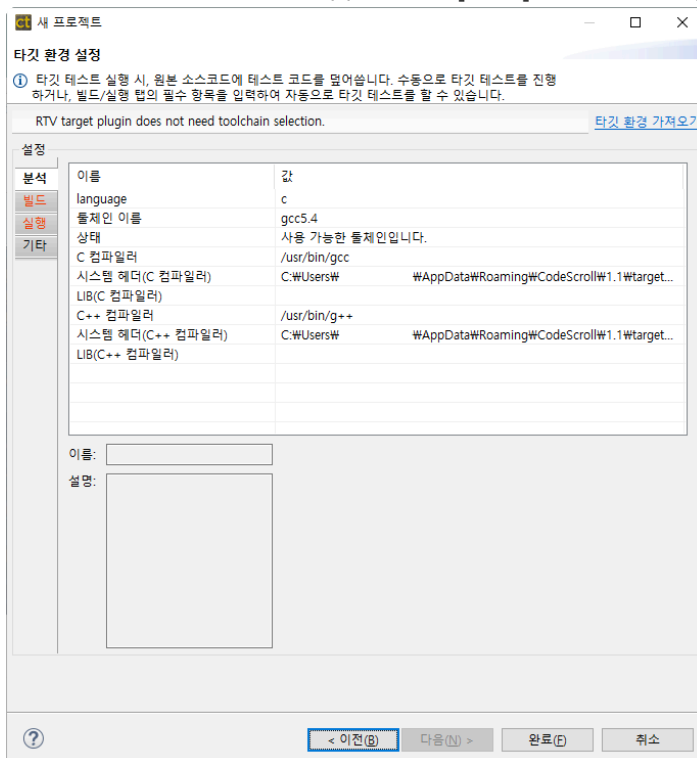 ct 새 프로젝트
타깃 환경 설정
타깃 테스트 실행 시, 원본 소스코드에 테스트 코드를 덮어씁니다. 수동으로 타깃 테스트를 진행
하거나, 빌드/실행 탭의 필수 항목을 입력하여 자동으로 타깃 테스트를 할 수 있습니다.
RTV target plugin does not need toolchain selection. 타깃 환경 가져오기
설정
분석
빌드
실행
기타
이름 값
language c
툴체인 이름 gcc5.4
상태 사용 가능한 툴체인입니다.
C 컴파일러 /usr/bin/gcc
시스템 헤더(C 컴파일러) C:₩Users₩ ₩AppData₩Roaming₩CodeScroll₩1.1₩target...
LIB(C 컴파일러)
C++ 컴파일러 /usr/bin/g++
시스템 헤더(C++ 컴파일러) C:₩Users₩ ₩AppData₩Roaming₩CodeScroll₩1.1₩target...
LIB(C++ 컴파일러)
이름:
설명:
? < 이전(B) 다음(N) > 완료(F) 취소